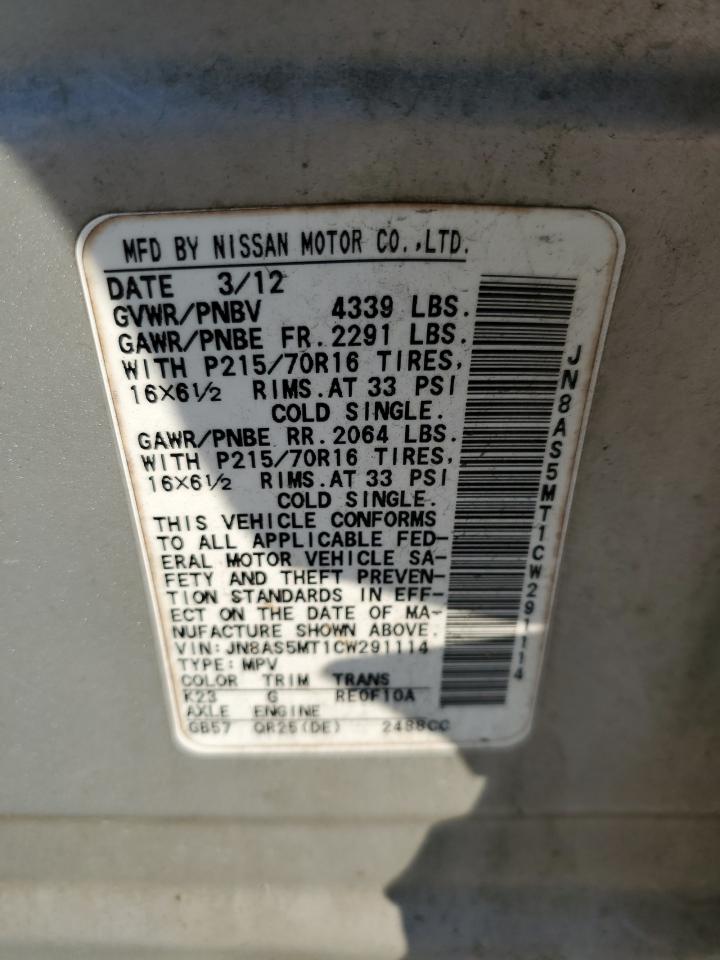 MFD BY NISSAN MOTOR CO.,LTD.
DATE 3/12
GVWR/PNBV 4339 LBS.
GAWR/PNBE FR.2291 LBS.
WITH P215/70R16 TIRES,
16X6½ RIMS.AT 33 PSI
COLD SINGLE.
GAWR/PNBE RR.2064 LBS.
WITH P215/70R16 TIRES,
16X6½ RIMS.AT 33 PSI
COLD SINGLE.
THIS VEHICLE CONFORMS
TO ALL APPLICABLE FED-
ERAL MOTOR VEHICLE SA-
FETY AND THEFT PREVEN-
TION STANDARDS IN EFF-
ECT ON THE DATE OF MA-
NUFACTURE SHOWN ABOVE.
VIN:JN8AS5MT1CW291114
TYPE:MPV
COLOR TRIM TRANS
K23 G RE0F10A
AXLE ENGINE
GB57 QR25(DE) 2488CC
JN8AS5MT1CW291114